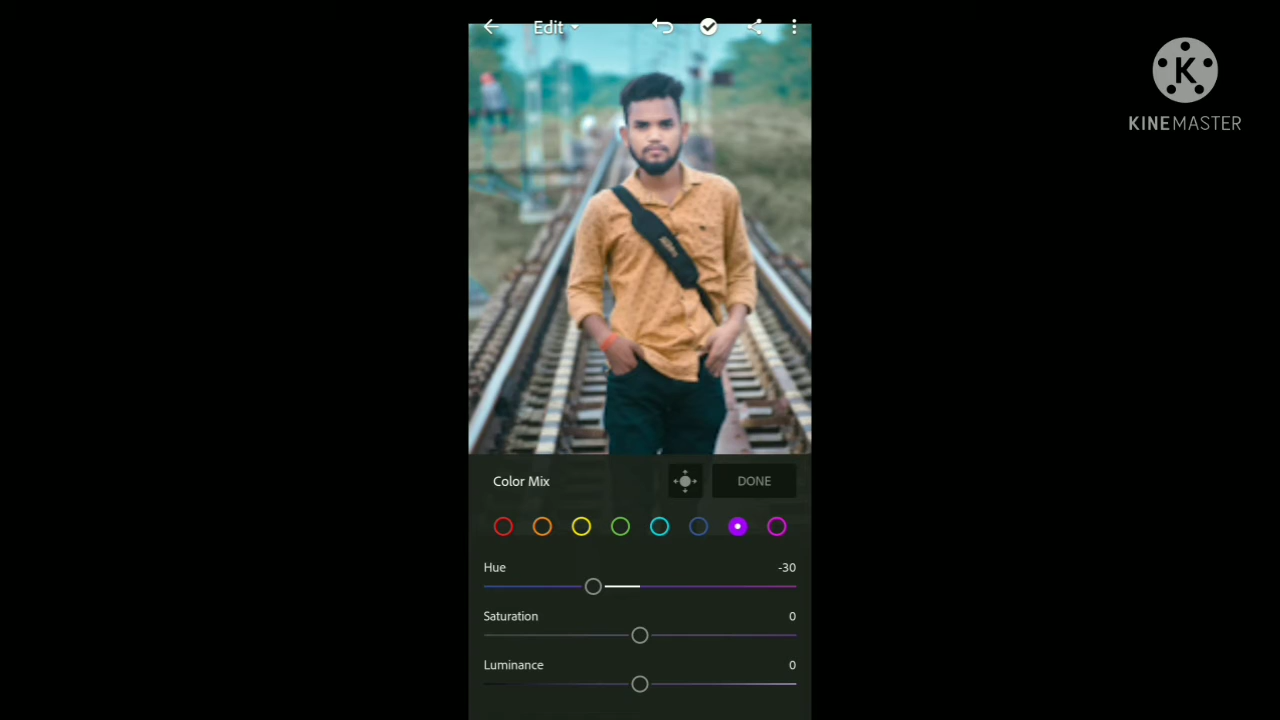 Edit
K
KINEMASTER
Color Mix
DONE
Hue
-30
Saturation
0
Luminance
0